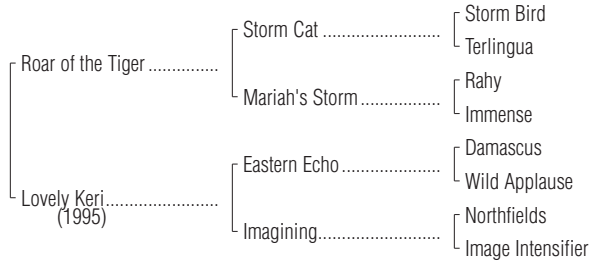 Storm Bird
Storm Cat ..........................
Terlingua
Roar of the Tiger ...............
Rahy
Mariah's Storm .................
Immense
Damascus
Eastern Echo .....................
Wild Applause
Lovely Keri........................
(1995)
Northfields
Imagining..........................
Image Intensifier